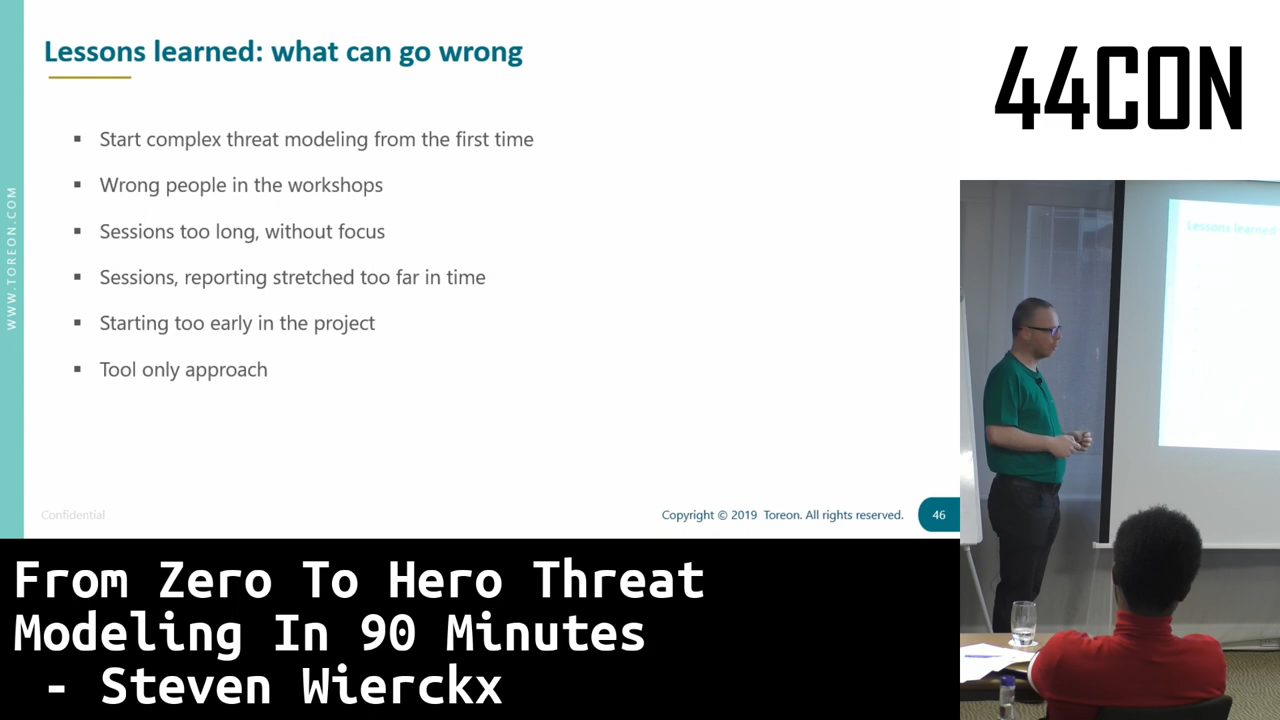 Lessons learned: what can go wrong
▪ Start complex threat modeling from the first time
▪ Wrong people in the workshops
▪ Sessions too long, without focus
▪ Sessions, reporting stretched too far in time
▪ Starting too early in the project
▪ Tool only approach
WWW.TOREON.COM
Confidential
Copyright © 2019 Toreon. All rights reserved.
46
44CON
Lessons learned:
From Zero To Hero Threat
Modeling In 90 Minutes
- Steven Wierckx